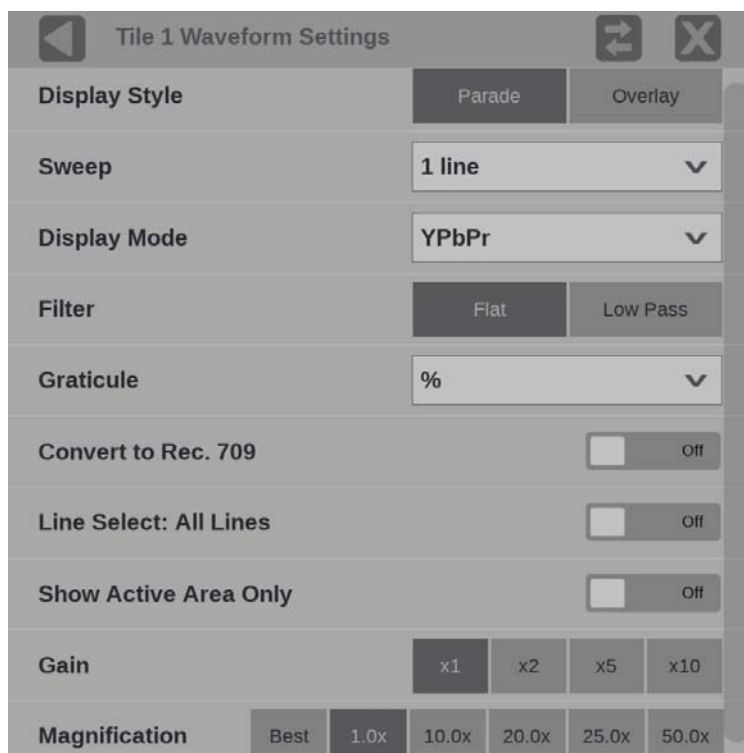 Tile 1 Waveform Settings
Display Style Parade Overlay
Sweep 1 line
Display Mode YPbPr
Filter Flat Low Pass
Graticule %
Convert to Rec. 709 Off
Line Select: All Lines Off
Show Active Area Only Off
Gain x1 x2 x5 x10
Magnification Best 1.0x 10.0x 20.0x 25.0x 50.0x